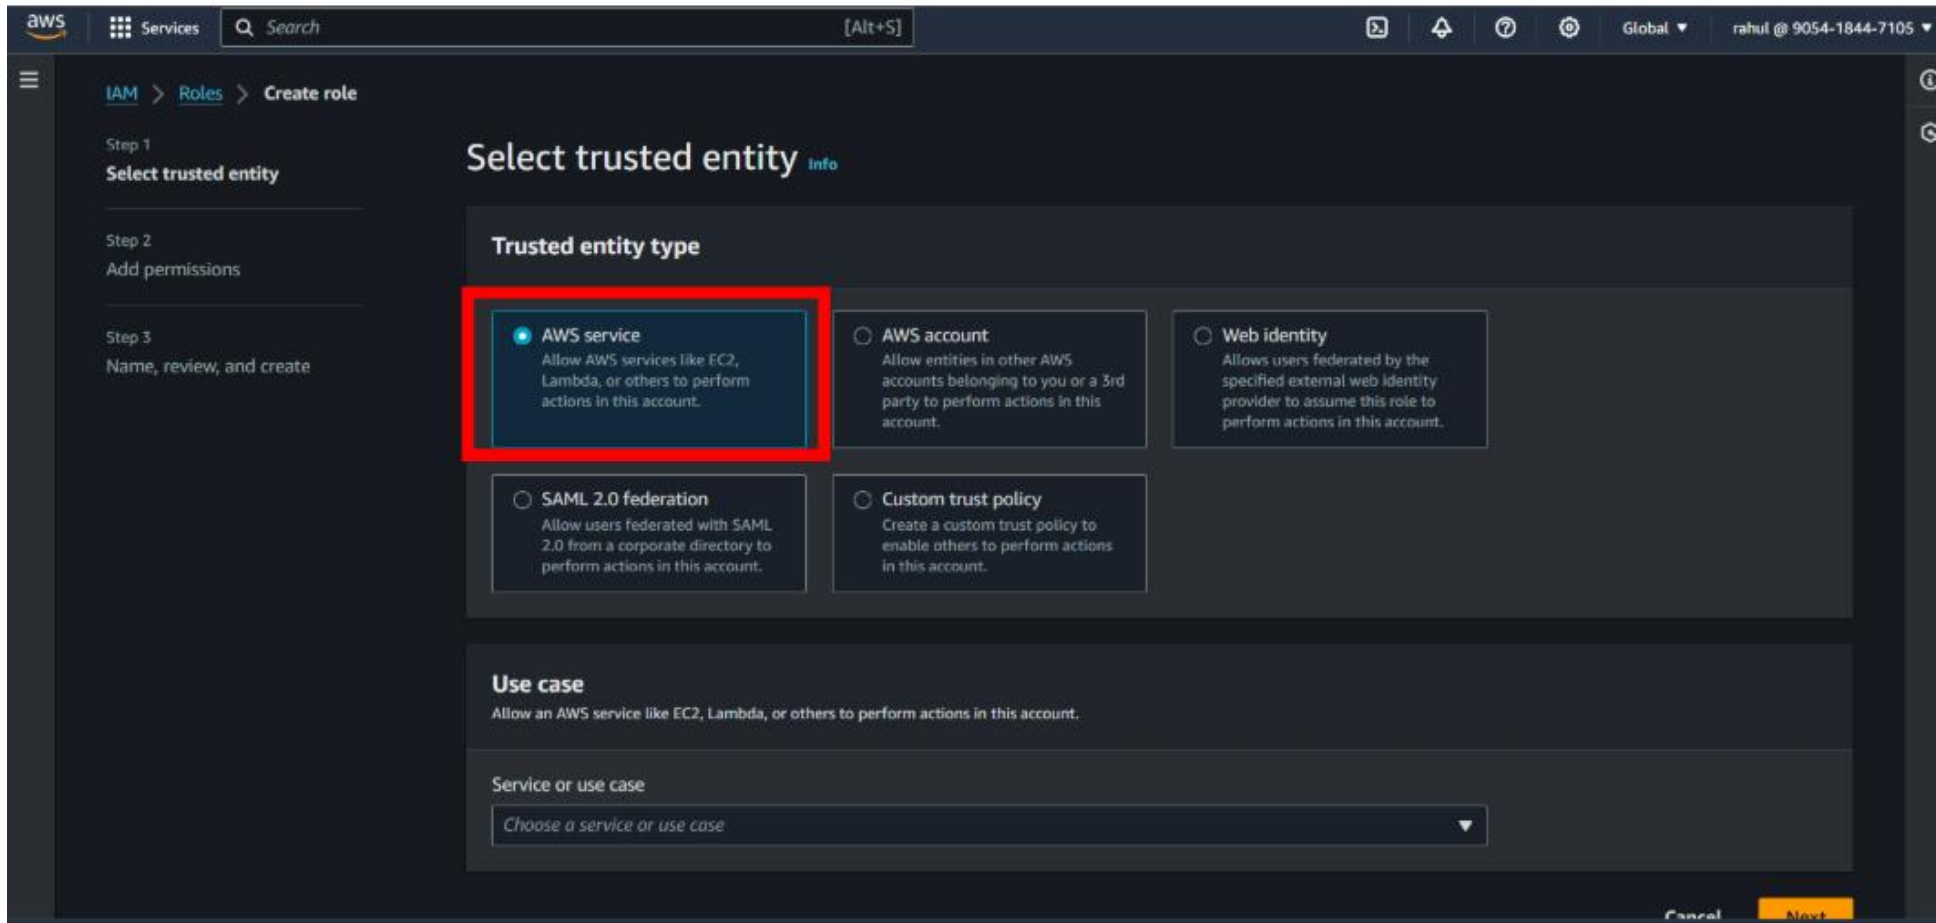 aws
Services
Search
[Alt+S]
Global
rahul @ 9054-1844-7105
IAM > Roles > Create role
Step 1
Select trusted entity
Step 2
Add permissions
Step 3
Name, review, and create
Select trusted entity Info
Trusted entity type
AWS service
Allow AWS services like EC2,
Lambda, or others to perform
actions in this account.
AWS account
Allow entities in other AWS
accounts belonging to you or a 3rd
party to perform actions in this
account.
Web identity
Allows users federated by the
specified external web identity
provider to assume this role to
perform actions in this account.
SAML 2.0 federation
Allow users federated with SAML
2.0 from a corporate directory to
perform actions in this account.
Custom trust policy
Create a custom trust policy to
enable others to perform actions
in this account.
Use case
Allow an AWS service like EC2, Lambda, or others to perform actions in this account.
Service or use case
Choose a service or use case
Cancel
Next